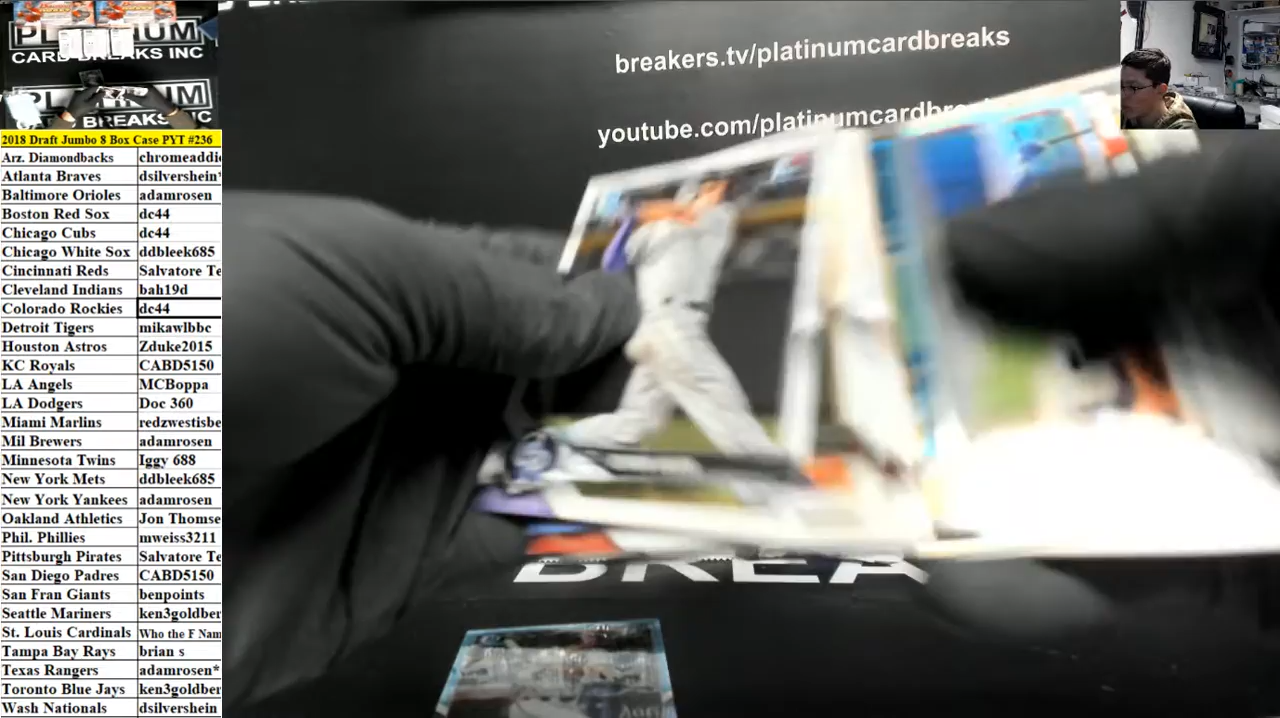 PLATINUM
CARD BREAKS INC
PLATINUM
BREAKS INC
breakers.tv/platinumcardbreaks
youtube.com/platinumcardbrea
BREA
2018 Draft Jumbo 8 Box Case PYT #236
Arz. Diamondbacks chromeaddi
Atlanta Braves dsilvershein*
Baltimore Orioles adamrosen
Boston Red Sox dc44
Chicago Cubs dc44
Chicago White Sox ddbleek685
Cincinnati Reds Salvatore Te
Cleveland Indians bah19d
Colorado Rockies dc44
Detroit Tigers mikawlbbc
Houston Astros Zduke2015
KC Royals CABD5150
LA Angels MCBoppa
LA Dodgers Doc 360
Miami Marlins redzwestisbe
Mil Brewers adamrosen
Minnesota Twins Iggy 688
New York Mets ddbleek685
New York Yankees adamrosen
Oakland Athletics Jon Thomse
Phil. Phillies mweiss3211
Pittsburgh Pirates Salvatore Te
San Diego Padres CABD5150
San Fran Giants benpoints
Seattle Mariners ken3goldber
St. Louis Cardinals Who the F Nam
Tampa Bay Rays brian s
Texas Rangers adamrosen*
Toronto Blue Jays ken3goldber
Wash Nationals dsilvershein